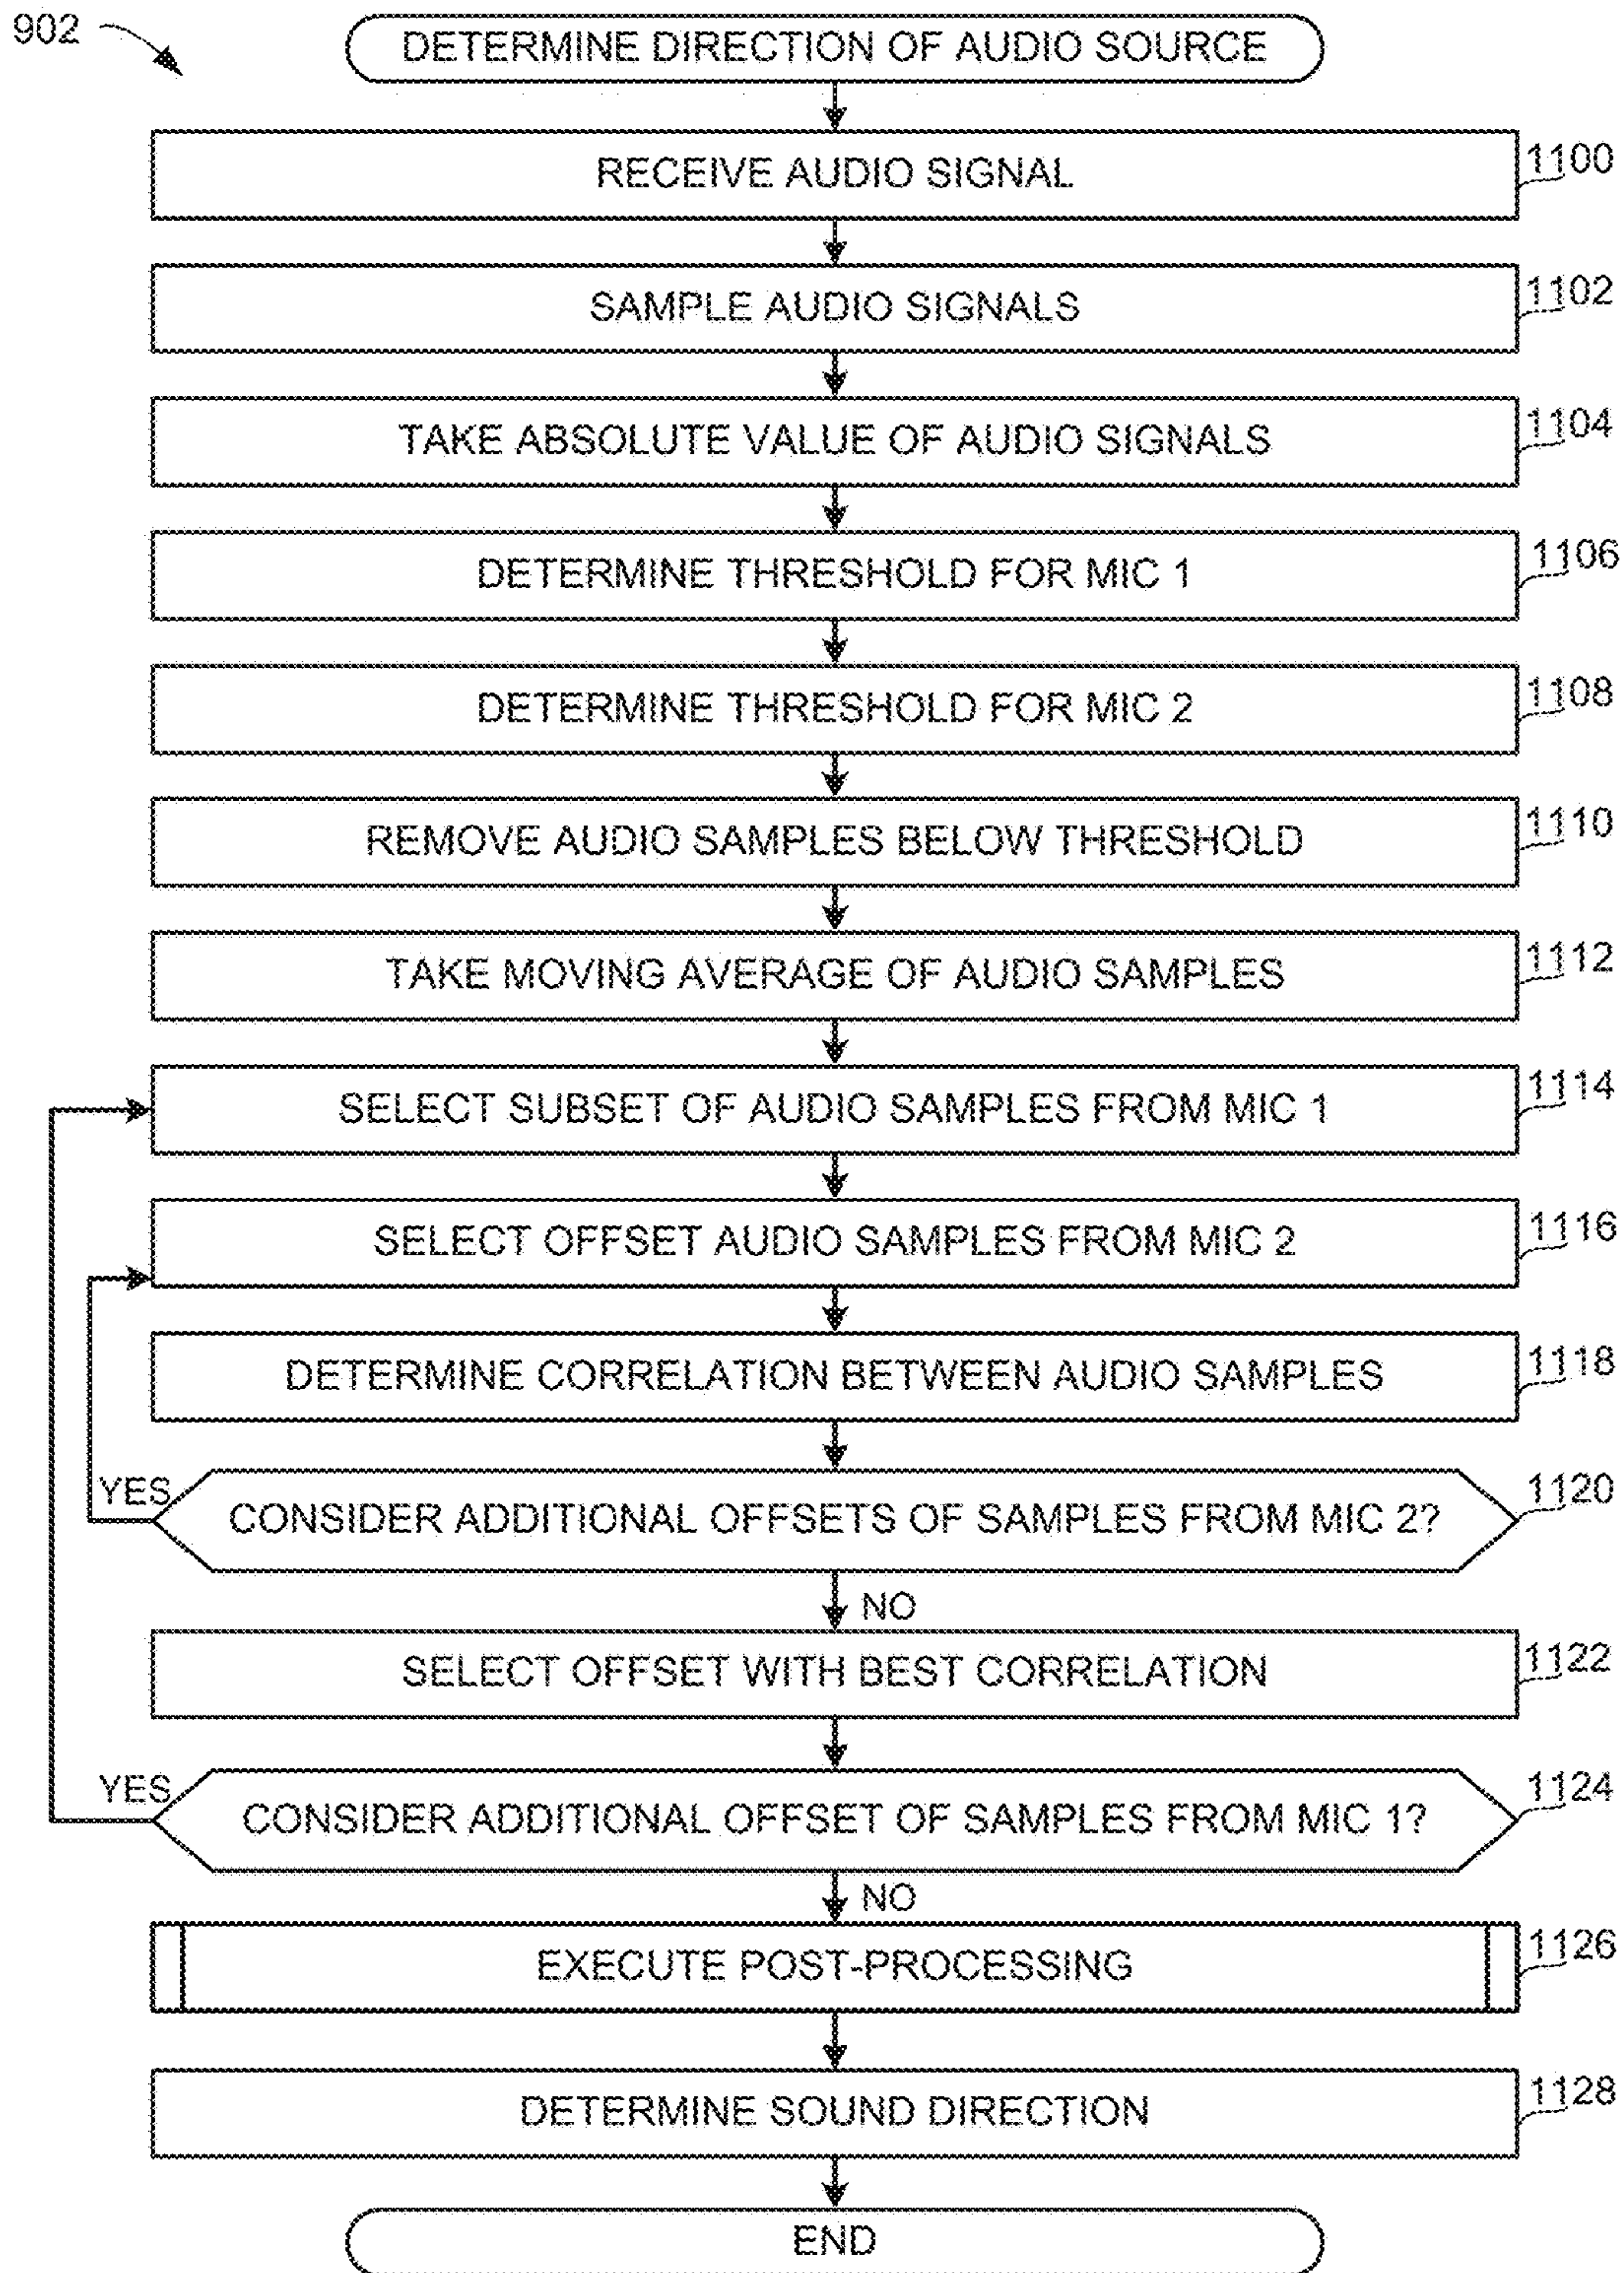 902
DETERMINE DIRECTION OF AUDIO SOURCE
RECEIVE AUDIO SIGNAL
1100
SAMPLE AUDIO SIGNALS
1102
TAKE ABSOLUTE VALUE OF AUDIO SIGNALS
1104
DETERMINE THRESHOLD FOR MIC 1
1106
DETERMINE THRESHOLD FOR MIC 2
1108
REMOVE AUDIO SAMPLES BELOW THRESHOLD
1110
TAKE MOVING AVERAGE OF AUDIO SAMPLES
1112
SELECT SUBSET OF AUDIO SAMPLES FROM MIC 1
1114
SELECT OFFSET AUDIO SAMPLES FROM MIC 2
1116
DETERMINE CORRELATION BETWEEN AUDIO SAMPLES
1118
YES
CONSIDER ADDITIONAL OFFSETS OF SAMPLES FROM MIC 2?
1120
NO
SELECT OFFSET WITH BEST CORRELATION
1122
YES
CONSIDER ADDITIONAL OFFSET OF SAMPLES FROM MIC 1?
1124
NO
EXECUTE POST-PROCESSING
1126
DETERMINE SOUND DIRECTION
1128
END